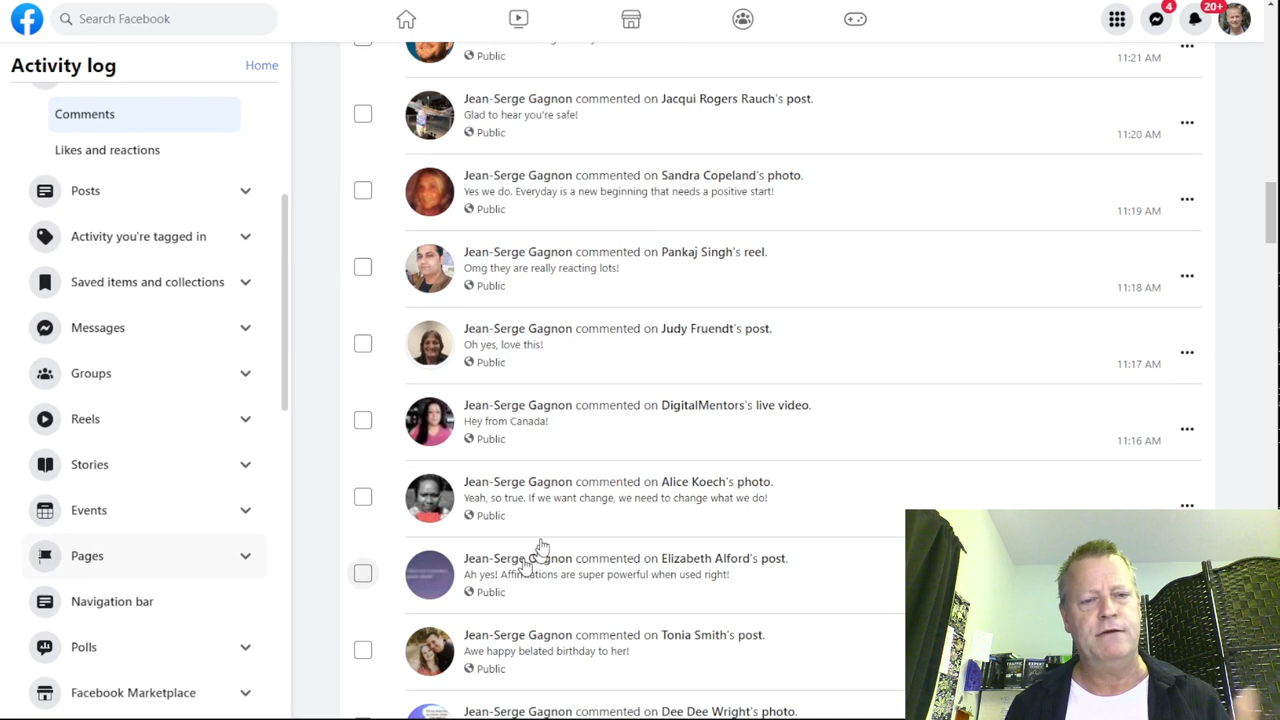 Search Facebook
4
20+
Activity log
Home
Comments
Likes and reactions
Posts
Activity you're tagged in
Saved items and collections
Messages
Groups
Reels
Stories
Events
Pages
Navigation bar
Polls
Facebook Marketplace
Public
11:21 AM
Jean-Serge Gagnon commented on Jacqui Rogers Rauch's post.
Glad to hear you're safe!
Public
11:20 AM
Jean-Serge Gagnon commented on Sandra Copeland's photo.
Yes we do. Everyday is a new beginning that needs a positive start!
Public
11:19 AM
Jean-Serge Gagnon commented on Pankaj Singh's reel.
Omg they are really reacting lots!
Public
11:18 AM
Jean-Serge Gagnon commented on Judy Fruendt's post.
Oh yes, love this!
Public
11:17 AM
Jean-Serge Gagnon commented on DigitalMentors's live video.
Hey from Canada!
Public
11:16 AM
Jean-Serge Gagnon commented on Alice Koech's photo.
Yeah, so true. If we want change, we need to change what we do!
Public
Jean-Serge Gagnon commented on Elizabeth Alford's post.
Ah yes! Affirmations are super powerful when used right!
Public
Jean-Serge Gagnon commented on Tonia Smith's post.
Awe happy belated birthday to her!
Public
Jean-Serge Gagnon commented on Dee Dee Wright's photo.
TRAFFIC
EXPERT